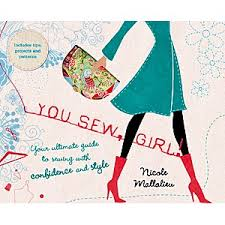 Includes tips,
projects and
patterns
YOU SEW, GIRL!
Your ultimate guide
to sewing with
confidence and style
Nicole
Mallalieu